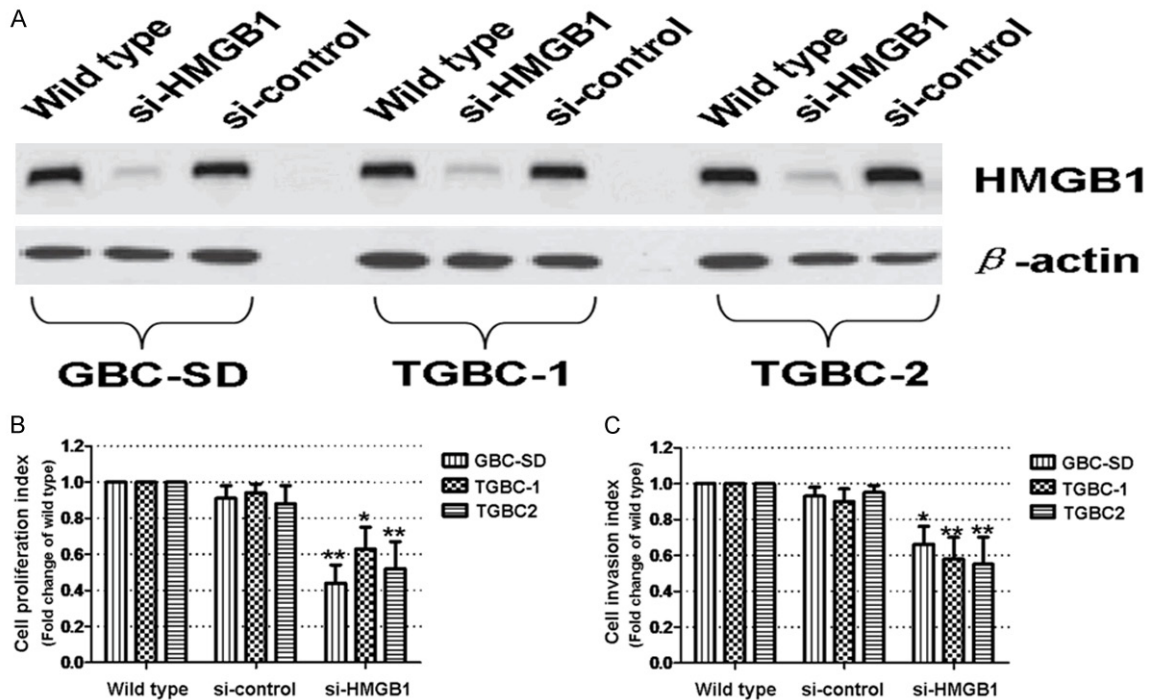 A
Wild type si-HMGB1 si-control Wild type si-HMGB1 si-control Wild type si-HMGB1 si-control
HMGB1
β-actin
GBC-SD TGBC-1 TGBC-2
B
Cell proliferation index
(Fold change of wild type)
1.2
1.0
0.8
0.6
0.4
0.2
0.0
** * **
Wild type si-control si-HMGB1
GBC-SD
TGBC-1
TGBC2
C
Cell invasion index
(Fold change of wild type)
1.2
1.0
0.8
0.6
0.4
0.2
0.0
* ** **
Wild type si-control si-HMGB1
GBC-SD
TGBC-1
TGBC2